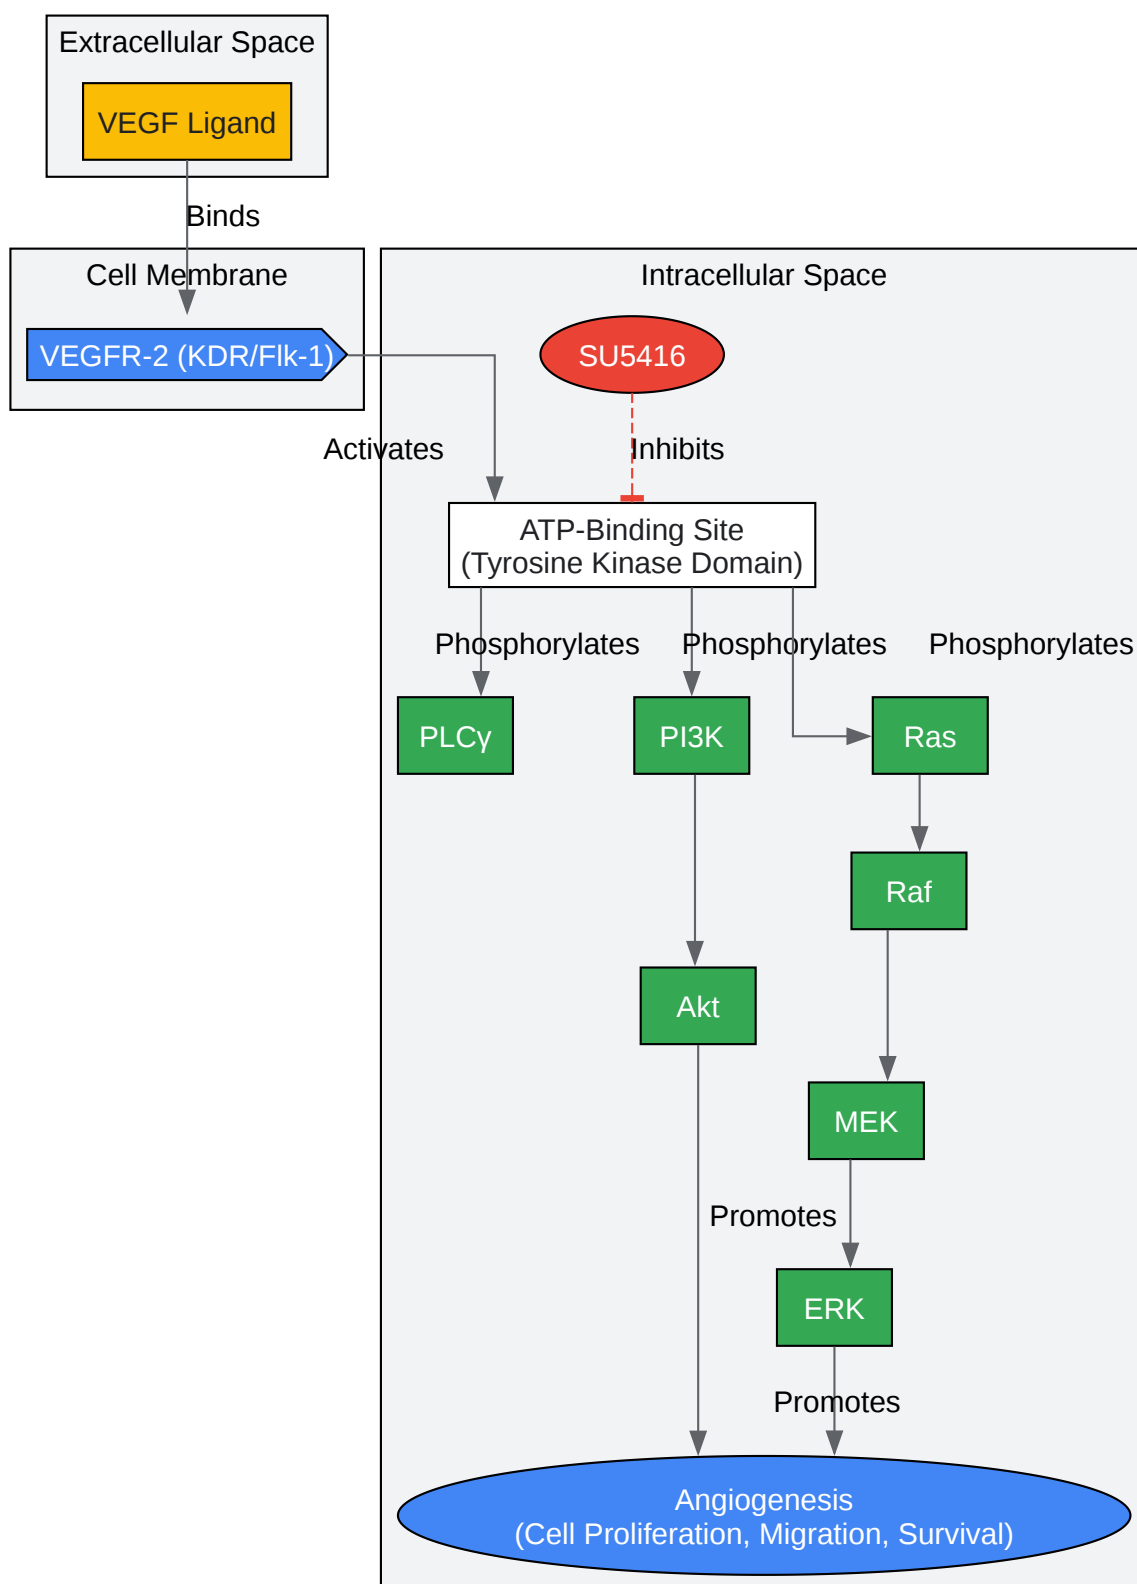 Extracellular Space
VEGF Ligand
Binds
Cell Membrane
Intracellular Space
VEGFR-2 (KDR/Flk-1)
SU5416
Activates
Inhibits
ATP-Binding Site
(Tyrosine Kinase Domain)
Phosphorylates
Phosphorylates
Phosphorylates
PLCγ
PI3K
Ras
Raf
Akt
MEK
Promotes
ERK
Promotes
Angiogenesis
(Cell Proliferation, Migration, Survival)